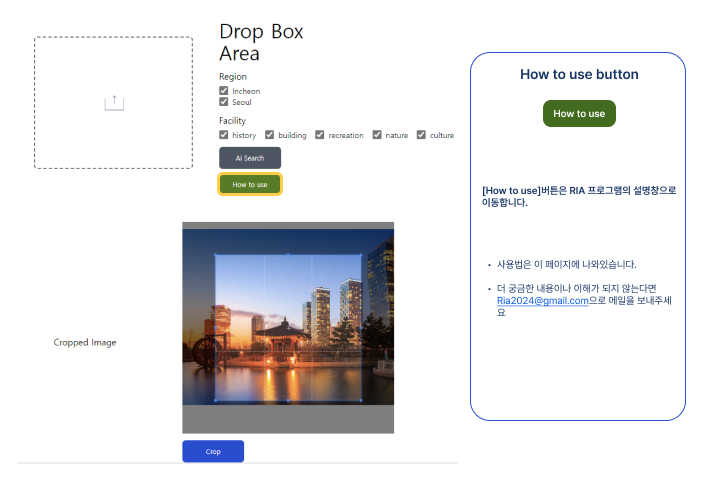 Drop Box
Area
Region
Incheon
Seoul
Facility
history building recreation nature culture
Ai Search
How to use
Cropped Image
Crop
How to use button
How to use
[How to use]버튼은 RIA 프로그램의 설명창으로
이동합니다.
• 사용법은 이 페이지에 나와있습니다.
• 더 궁금한 내용이나 이해가 되지 않는다면
Ria2024@gmail.com으로 메일을 보내주세
요